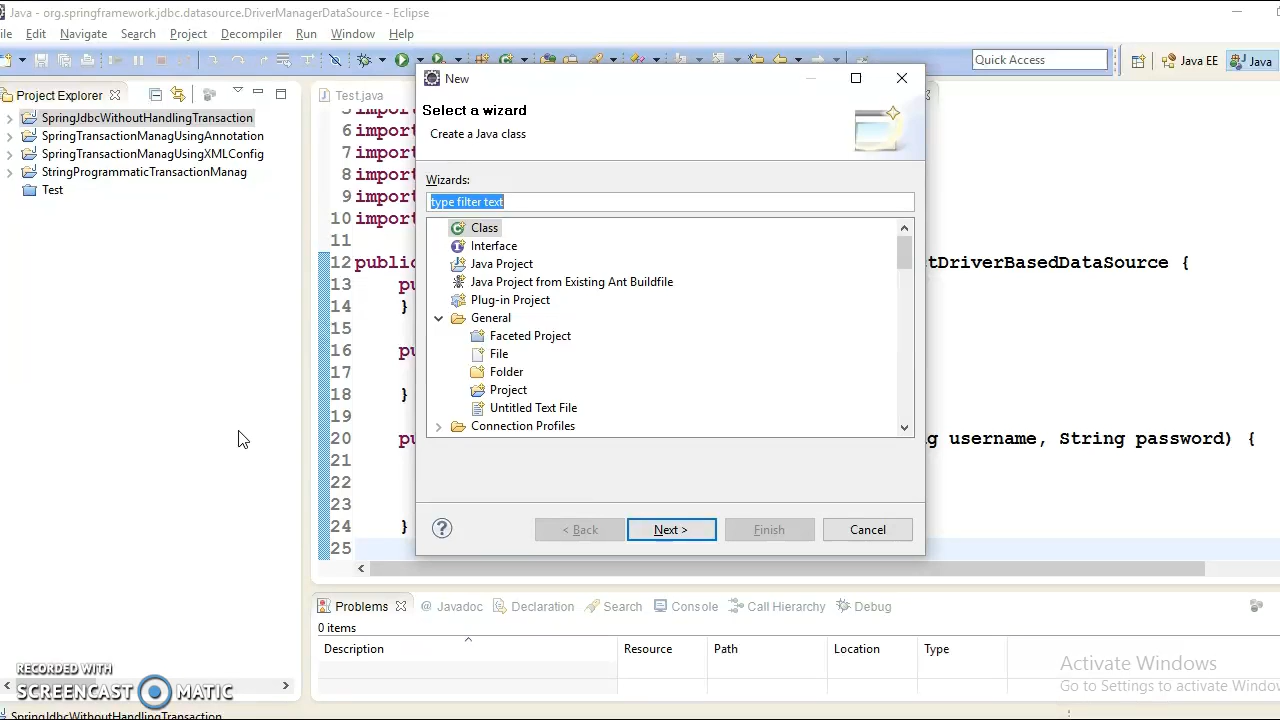 Java - org.springframework.jdbc.datasource.DriverManagerDataSource - Eclipse
ile Edit Navigate Search Project Decompiler Run Window Help
Quick Access
Java EE
Java
Project Explorer
SpringJdbcWithoutHandlingTransaction
SpringTransactionManagUsingAnnotation
SpringTransactionManagUsingXMLConfig
StringProgrammaticTransactionManag
Test
Test.java
New
Select a wizard
Create a Java class
Wizards:
type filter text
Class
Interface
Java Project
Java Project from Existing Ant Buildfile
Plug-in Project
General
Faceted Project
File
Folder
Project
Untitled Text File
Connection Profiles
< Back
Next >
Finish
Cancel
5 import
6 import
7 import
8 import
9 import
10 import
11
12 public tDriverBasedDataSource {
13 pu
14 }
15
16 pu
17
18 }
19
20 pu g username, String password) {
21
22
23
24 }
25
Problems @ Javadoc Declaration Search Console Call Hierarchy Debug
0 items
Description Resource Path Location Type
Activate Windows
Go to Settings to activate Windo
RECORDED WITH
SCREENCAST MATIC
SpringJdbcWithoutHandlingTransaction